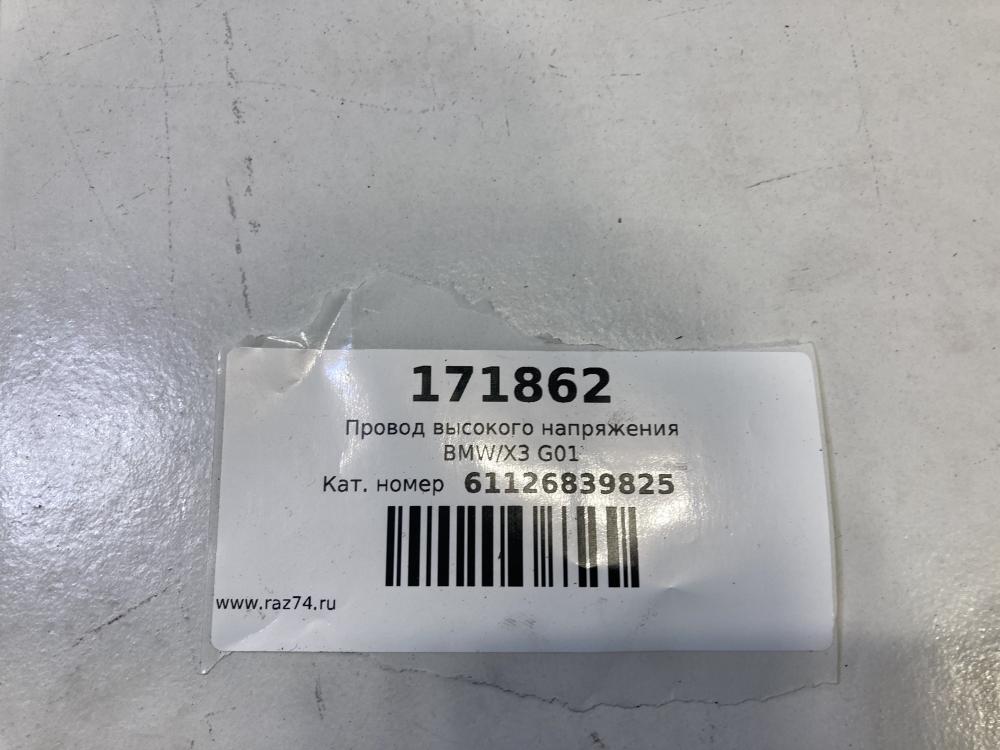 171862
Провод высокого напряжения
BMW/X3 G01
Кат. номер 61126839825
www.raz74.ru